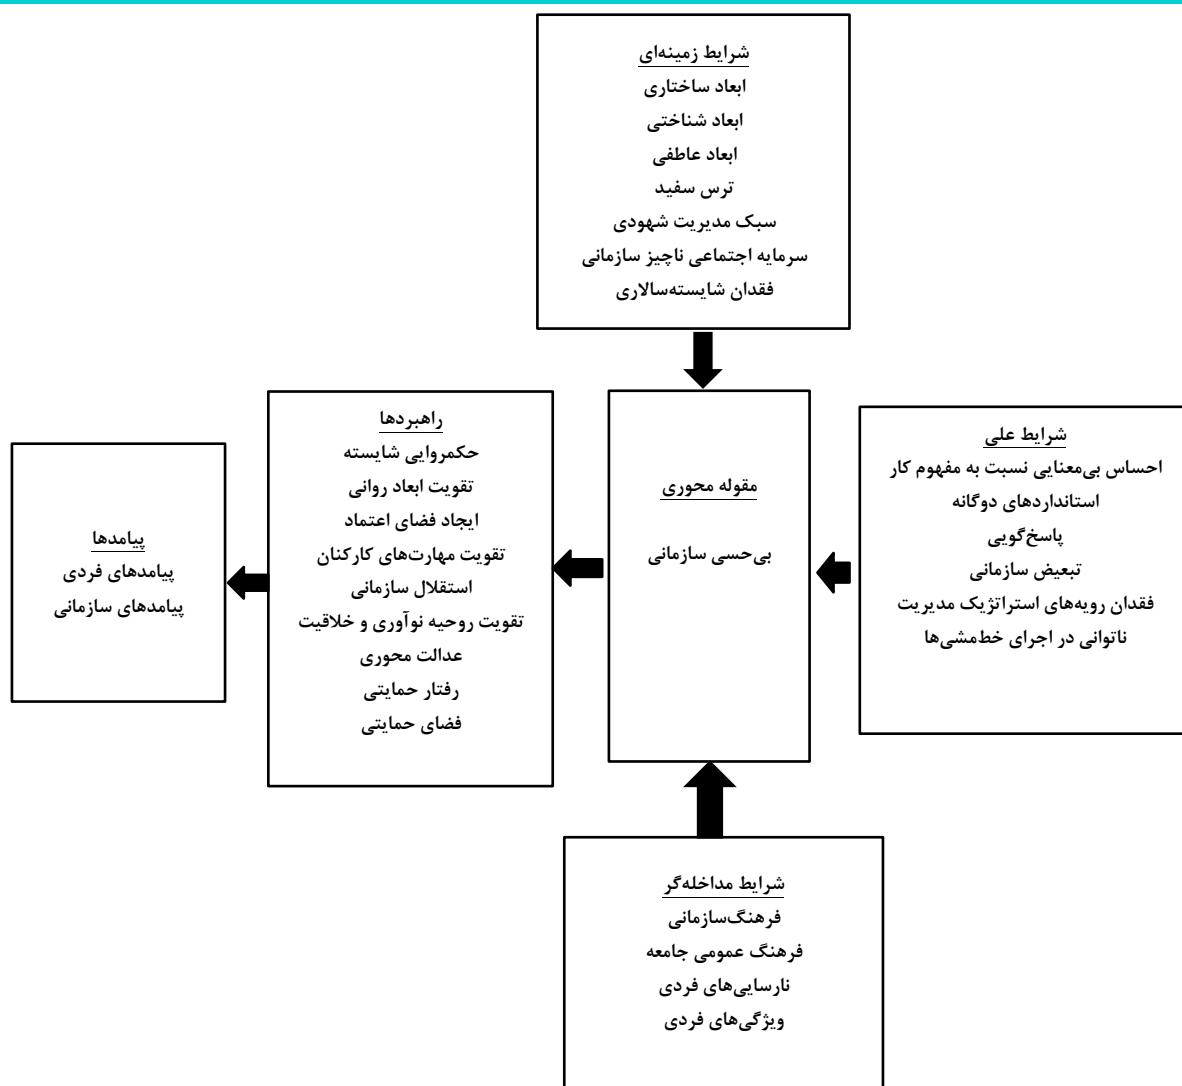 شرایط زمینه‌ای
ابعاد ساختاری
ابعاد شناختی
ابعاد عاطفی
ترس سفید
سبک مدیریت شهودی
سرمایه اجتماعی ناچیز سازمانی
فقدان شایسته‌سالاری
شرایط علی
احساس بی‌معنایی نسبت به مفهوم کار
استانداردهای دوگانه
پاسخ‌گویی
تبعیض سازمانی
فقدان رویه‌های استراتژیک مدیریت
ناتوانی در اجرای خط‌مشی‌ها
مقوله محوری
بی‌حسی سازمانی
راهبردها
حکمروایی شایسته
تقویت ابعاد روانی
ایجاد فضای اعتماد
تقویت مهارت‌های کارکنان
استقلال سازمانی
تقویت روحیه نوآوری و خلاقیت
عدالت محوری
رفتار حمایتی
فضای حمایتی
پیامدها
پیامدهای فردی
پیامدهای سازمانی
شرایط مداخله‌گر
فرهنگ‌سازمانی
فرهنگ عمومی جامعه
نارسایی‌های فردی
ویژگی‌های فردی